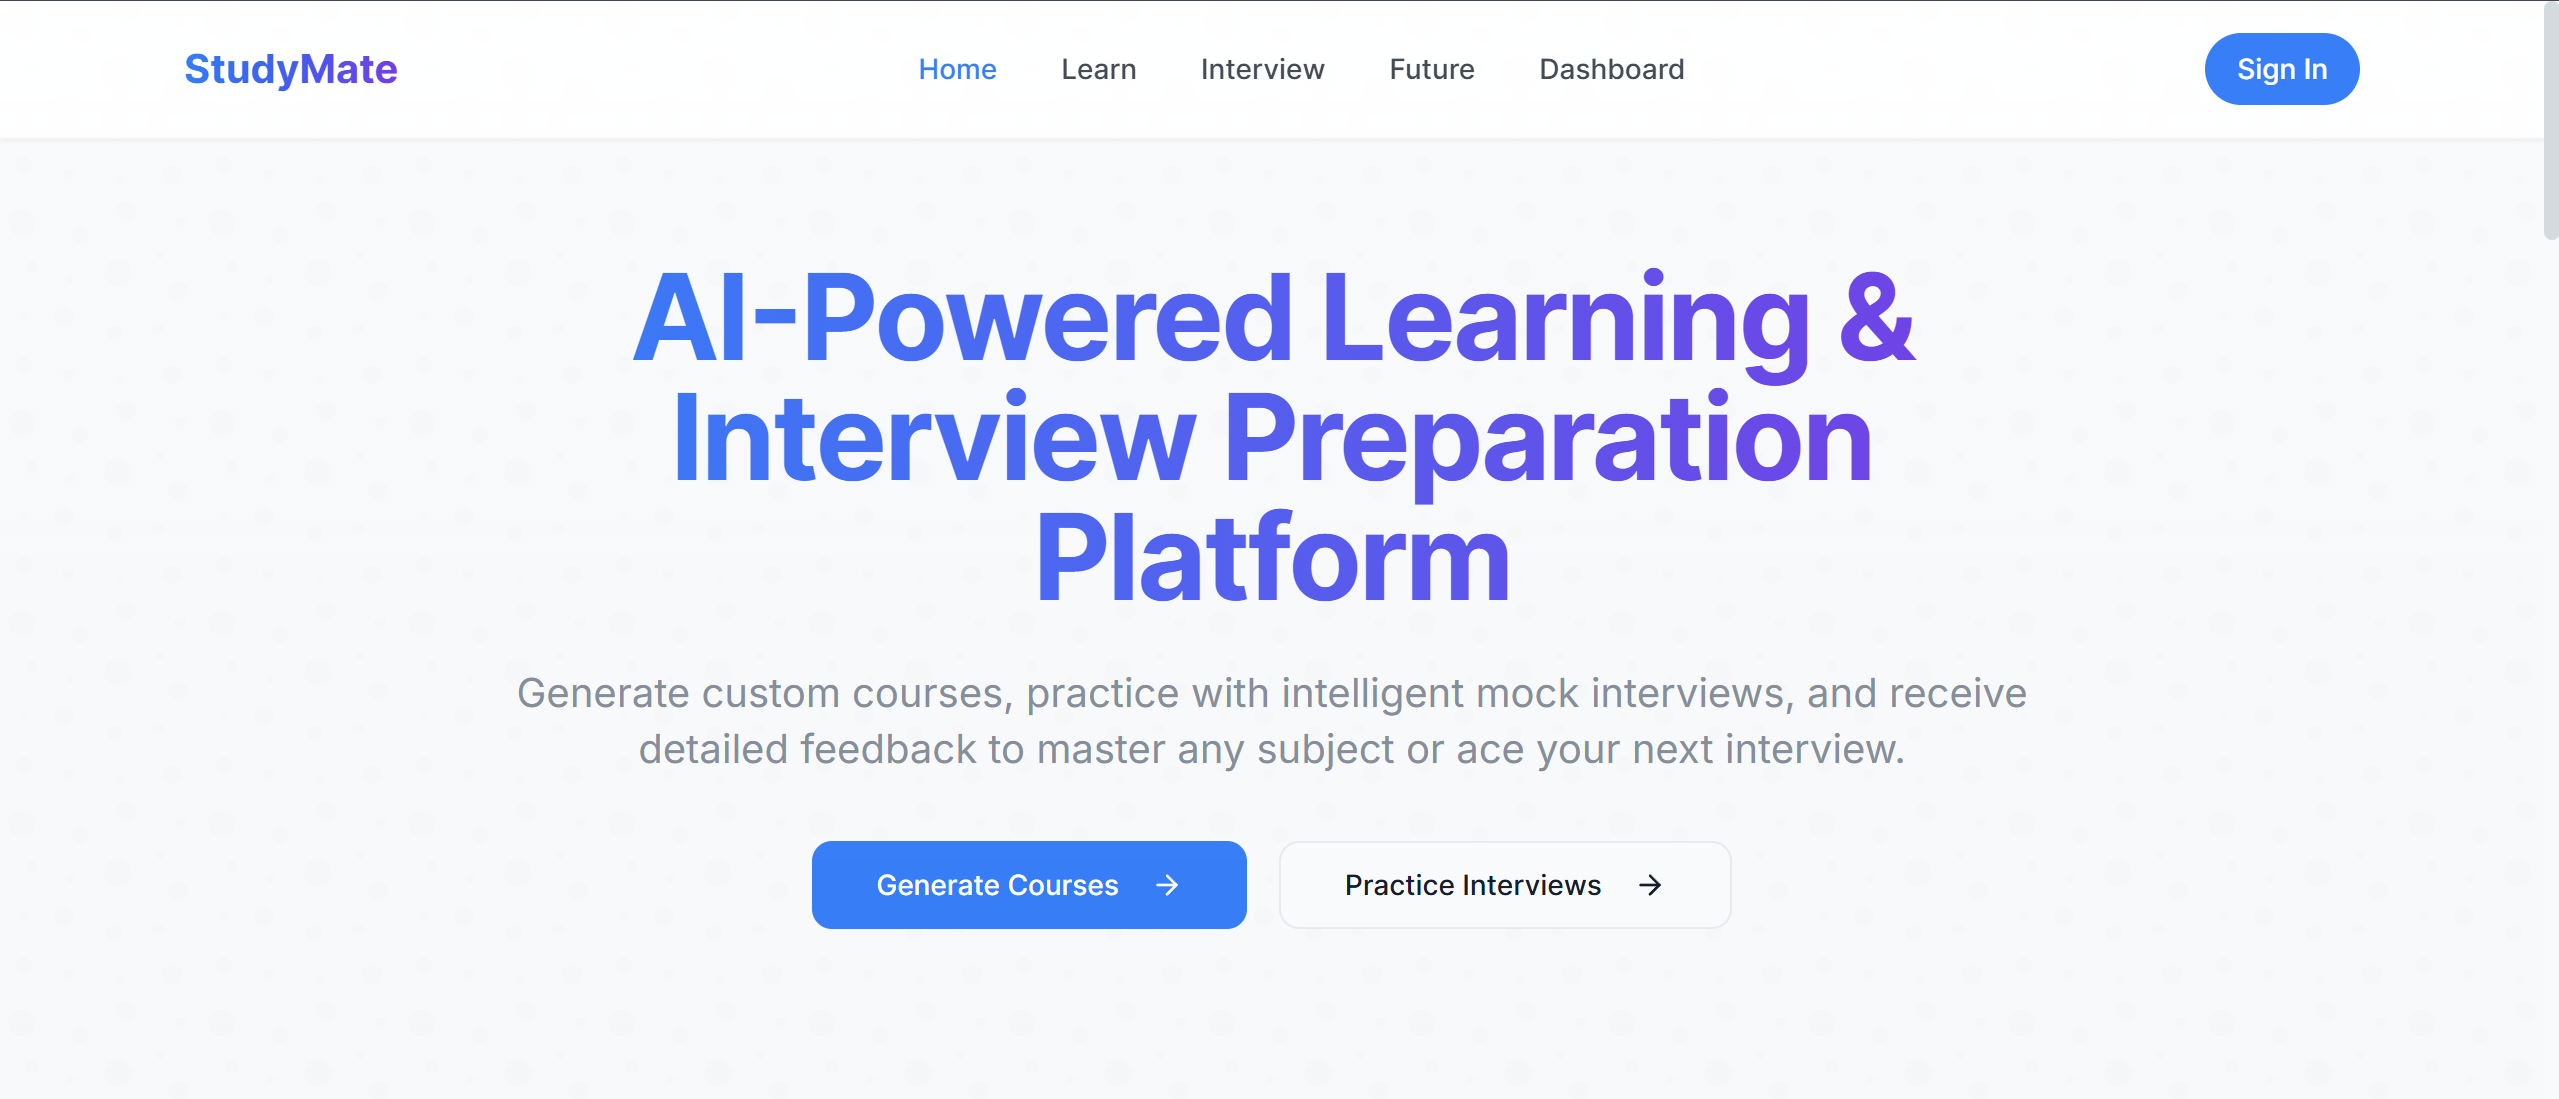 StudyMate
Home
Learn
Interview
Future
Dashboard
Sign In
AI-Powered Learning &
Interview Preparation
Platform
Generate custom courses, practice with intelligent mock interviews, and receive
detailed feedback to master any subject or ace your next interview.
Generate Courses →
Practice Interviews →